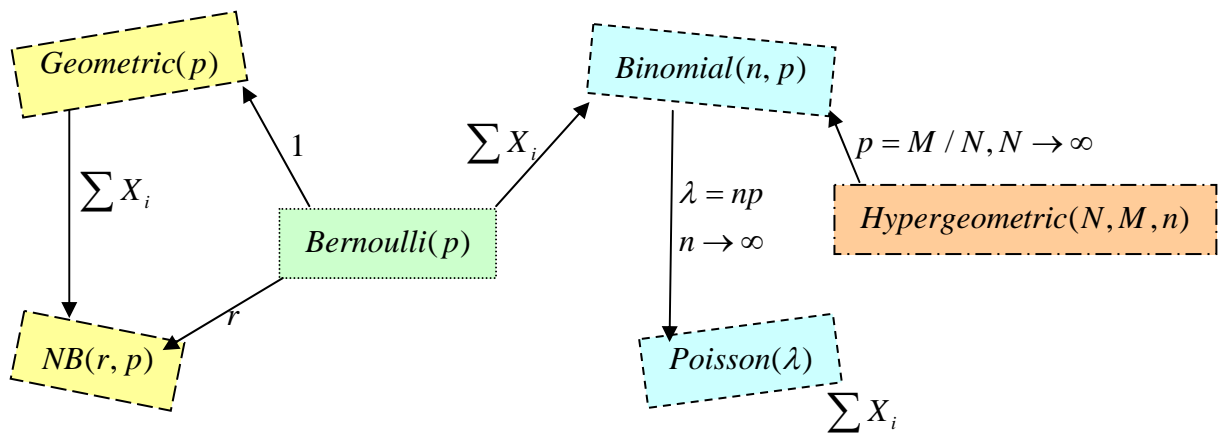 Geometric(p)
Binomial(n, p)
1
∑ X_i
p = M / N, N → ∞
∑ X_i
λ = np
n → ∞
Bernoulli(p)
Hypergeometric(N, M, n)
r
NB(r, p)
Poisson(λ)
∑ X_i